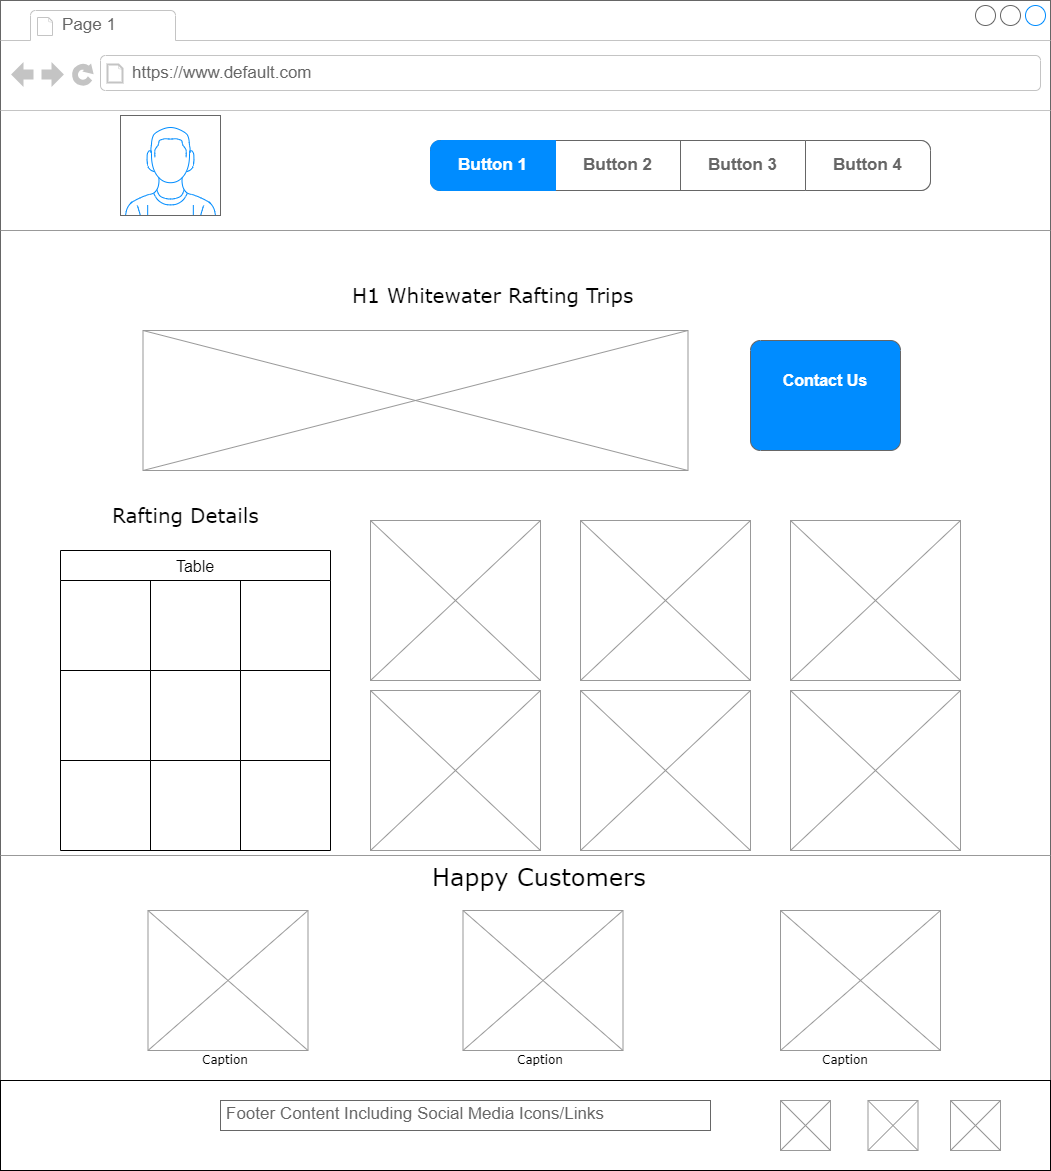 Page 1
https://www.default.com
Button 1
Button 2
Button 3
Button 4
H1 Whitewater Rafting Trips
Contact Us
Rafting Details
Table
Happy Customers
Caption
Caption
Caption
Footer Content Including Social Media Icons/Links